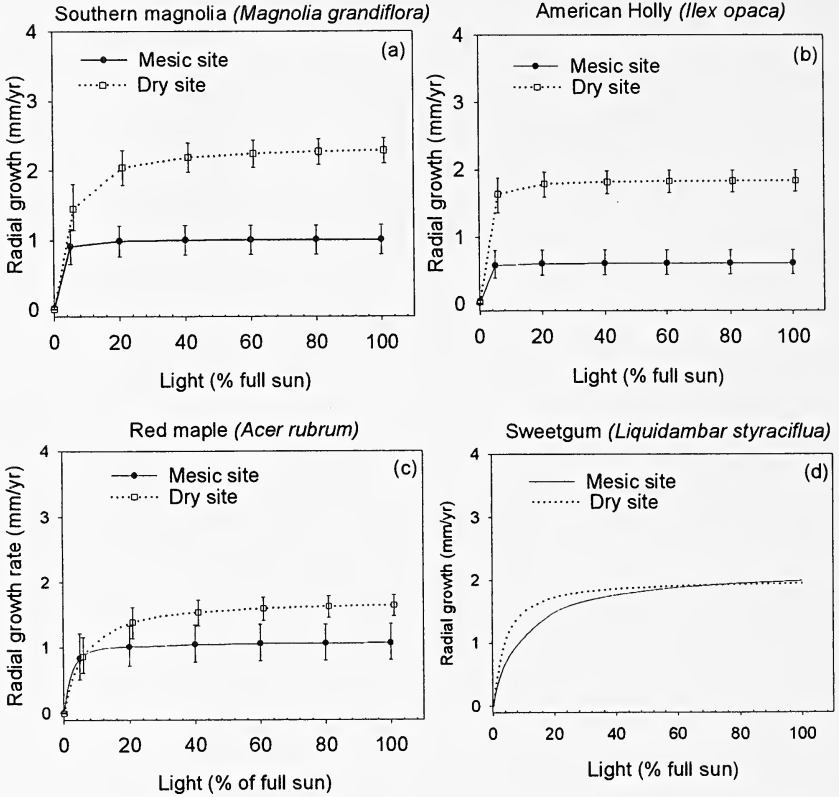 Southern magnolia (Magnolia grandiflora)
(a)
Mesic site
Dry site
Radial growth (mm/yr)
4
3
2
1
0
0 20 40 60 80 100
Light (% full sun)
American Holly (Ilex opaca)
(b)
Mesic site
Dry site
Radial growth (mm/yr)
4
3
2
1
0
0 20 40 60 80 100
Light (% full sun)
Red maple (Acer rubrum)
(c)
Mesic site
Dry site
Radial growth rate (mm/yr)
4
3
2
1
0
0 20 40 60 80 100
Light (% of full sun)
Sweetgum (Liquidambar styraciflua)
(d)
Mesic site
Dry site
Radial growth (mm/yr)
4
3
2
1
0
0 20 40 60 80 100
Light (% full sun)